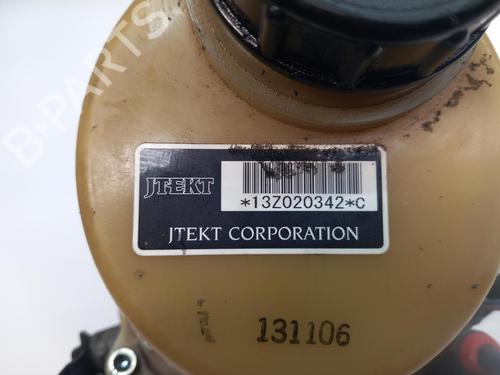 B-PARTS
JTEKT
*13Z020342*C
JTEKT CORPORATION
131106